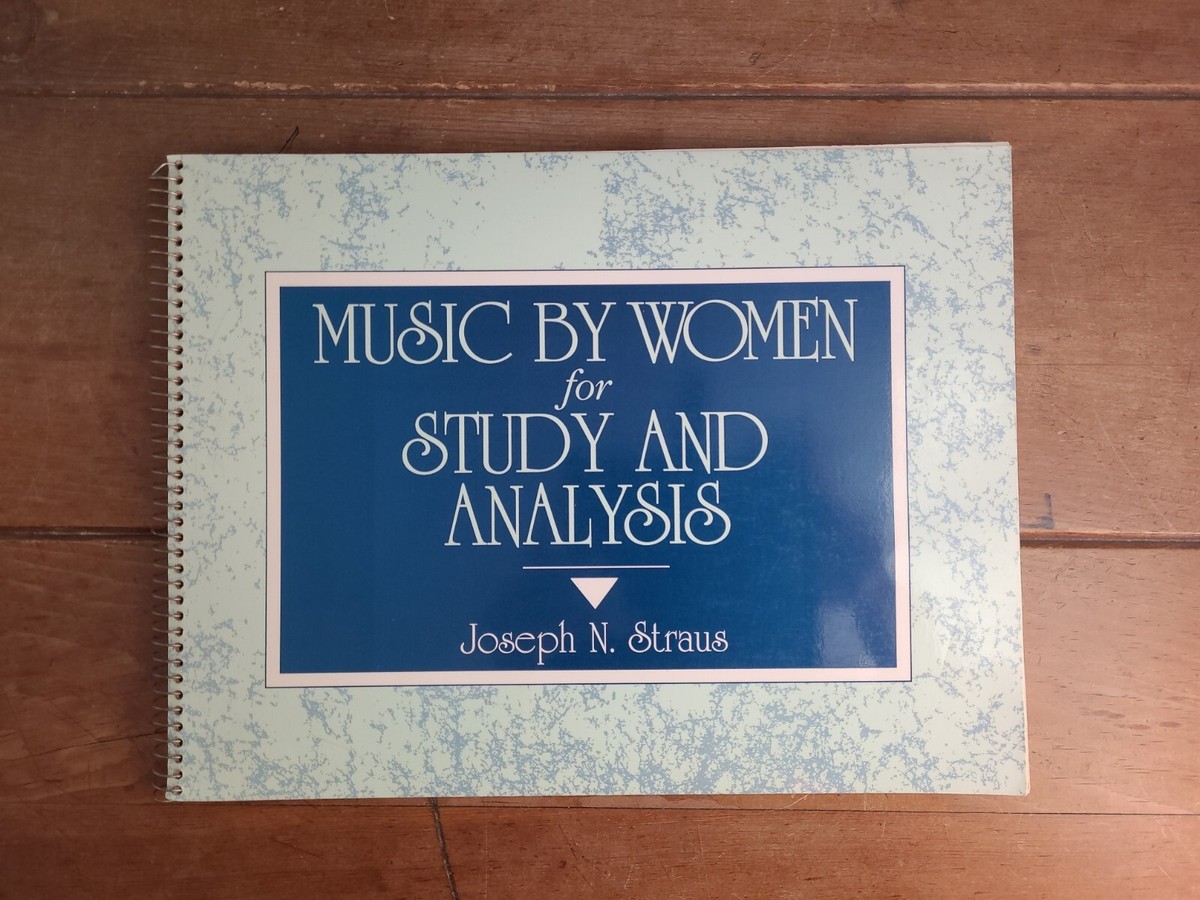 MUSIC BY WOMEN
for
STUDY AND
ANALYSIS
Joseph N. Straus